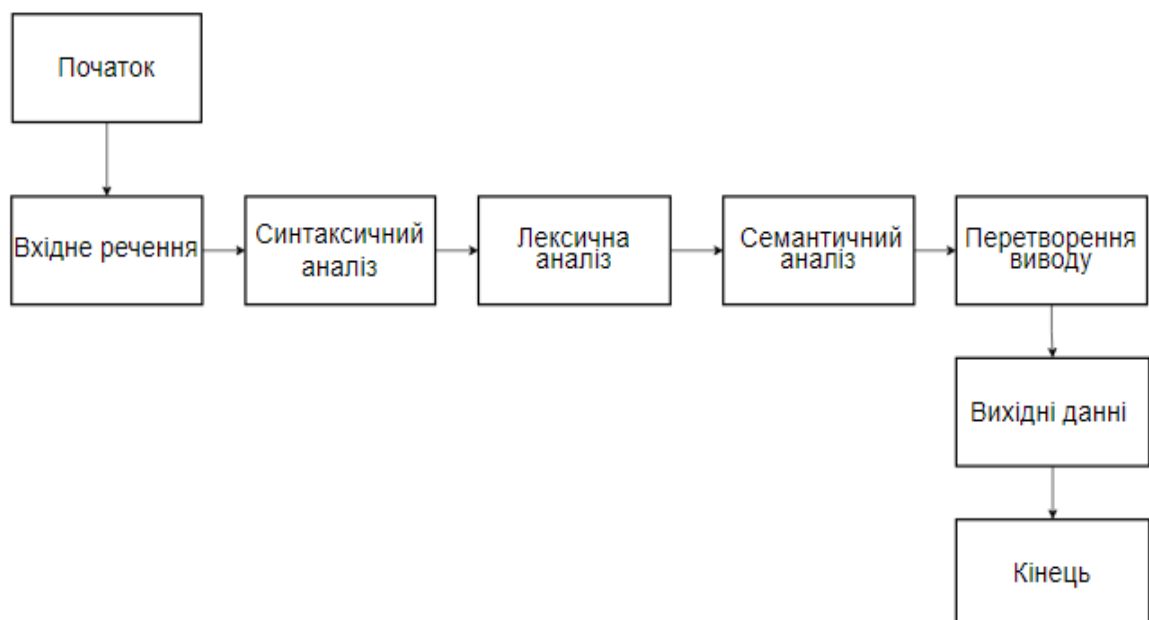 Початок
Вхідне речення
Синтаксичний
аналіз
Лексична
аналіз
Семантичний
аналіз
Перетворення
виводу
Вихідні данні
Кінець